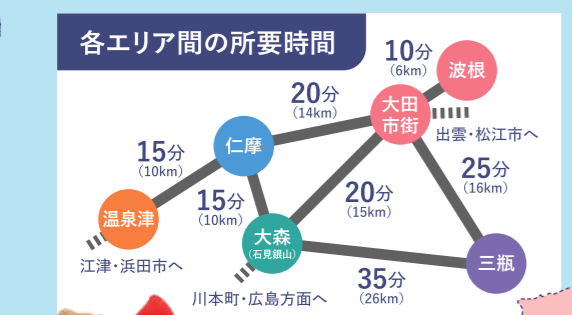 各エリア間の所要時間
10分
(6km)
波根
20分
(14km)
大田
市街
出雲・松江市へ
仁摩
15分
(10km)
25分
(16km)
15分
(10km)
20分
(15km)
温泉津
大森
(石見銀山)
三瓶
江津・浜田市へ
35分
(26km)
川本町・広島方面へ